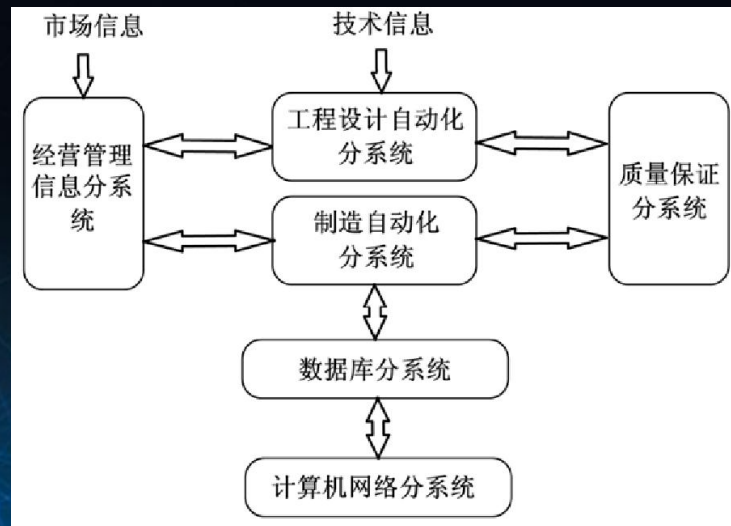 市场信息
技术信息
经营管理
信息分系
统
工程设计自动化
分系统
质量保证
分系统
制造自动化
分系统
数据库分系统
计算机网络分系统